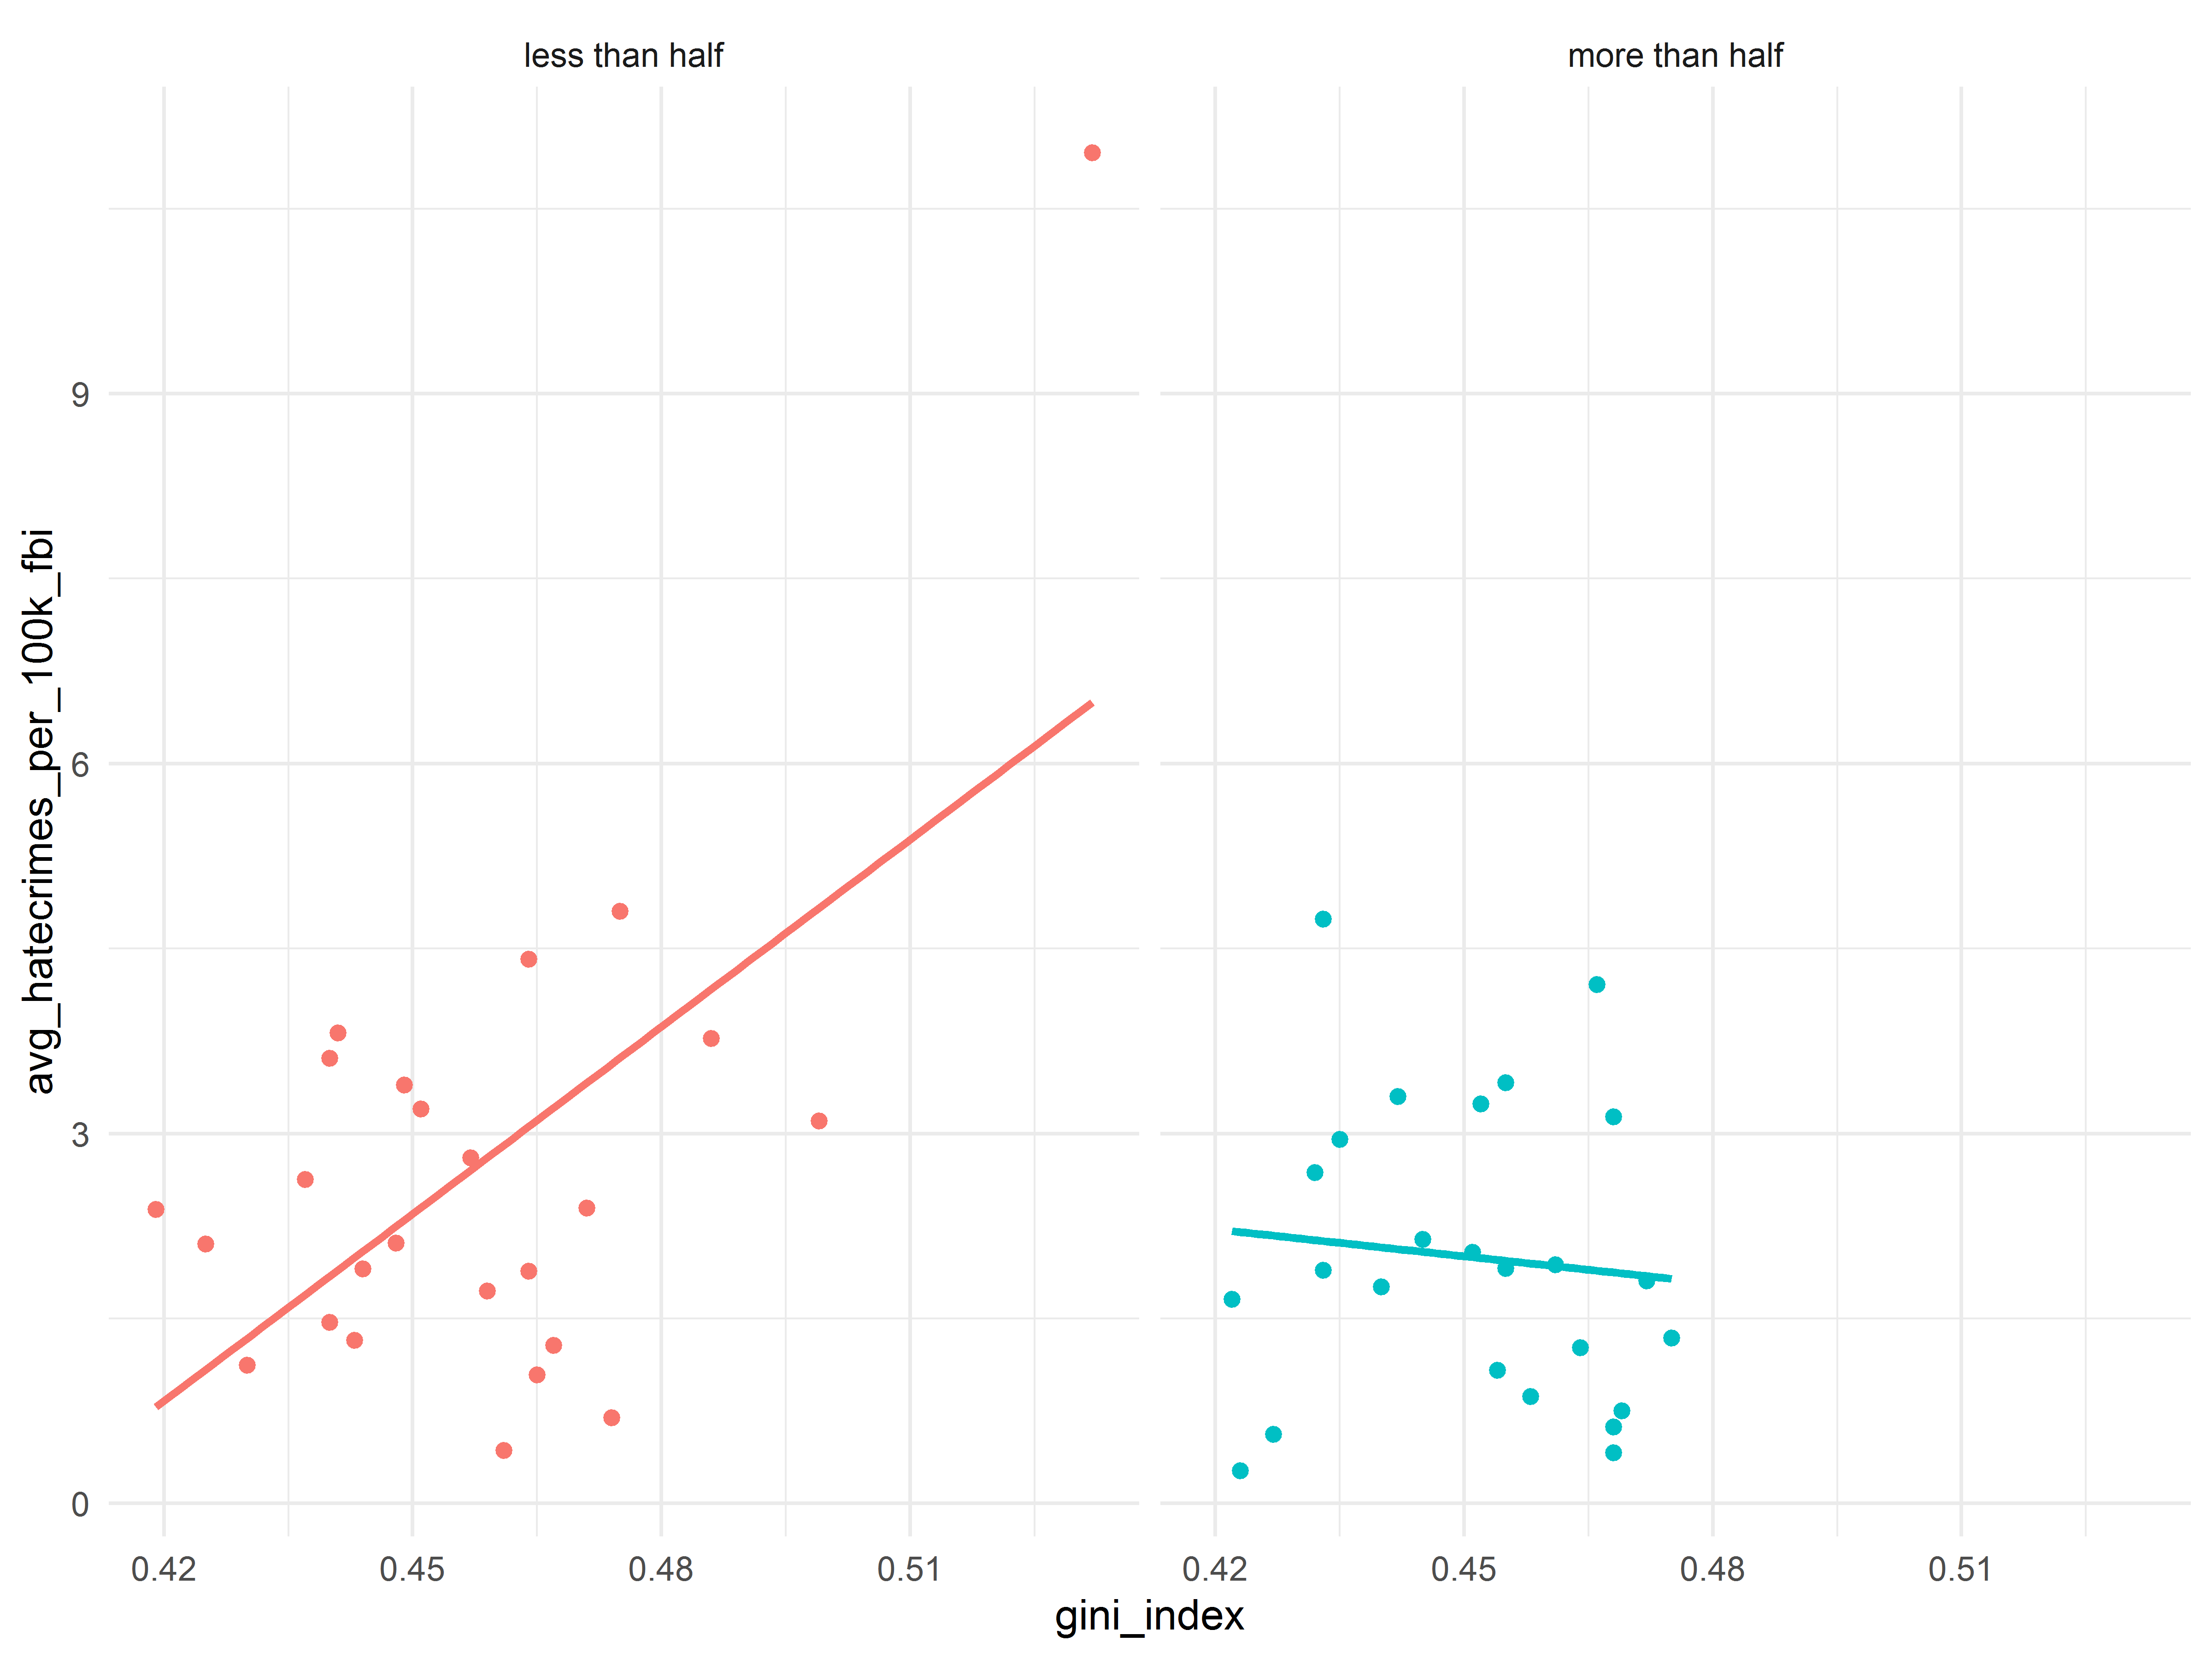 less than half
more than half
avg_hatecrimes_per_100k_fbi
9
6
3
0
0.42 0.45 0.48 0.51
0.42 0.45 0.48 0.51
gini_index